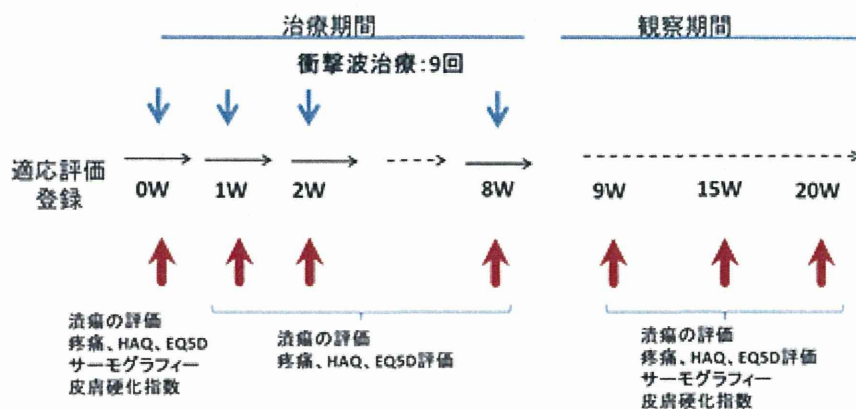 治療期間
観察期間
衝撃波治療:9回
適応評価
登録
0W
1W
2W
8W
9W
15W
20W
潰瘍の評価
疼痛、HAQ、EQ5D
サーモグラフィー
皮膚硬化指数
潰瘍の評価
疼痛、HAQ、EQ5D評価
潰瘍の評価
疼痛、HAQ、EQ5D評価
サーモグラフィー
皮膚硬化指数